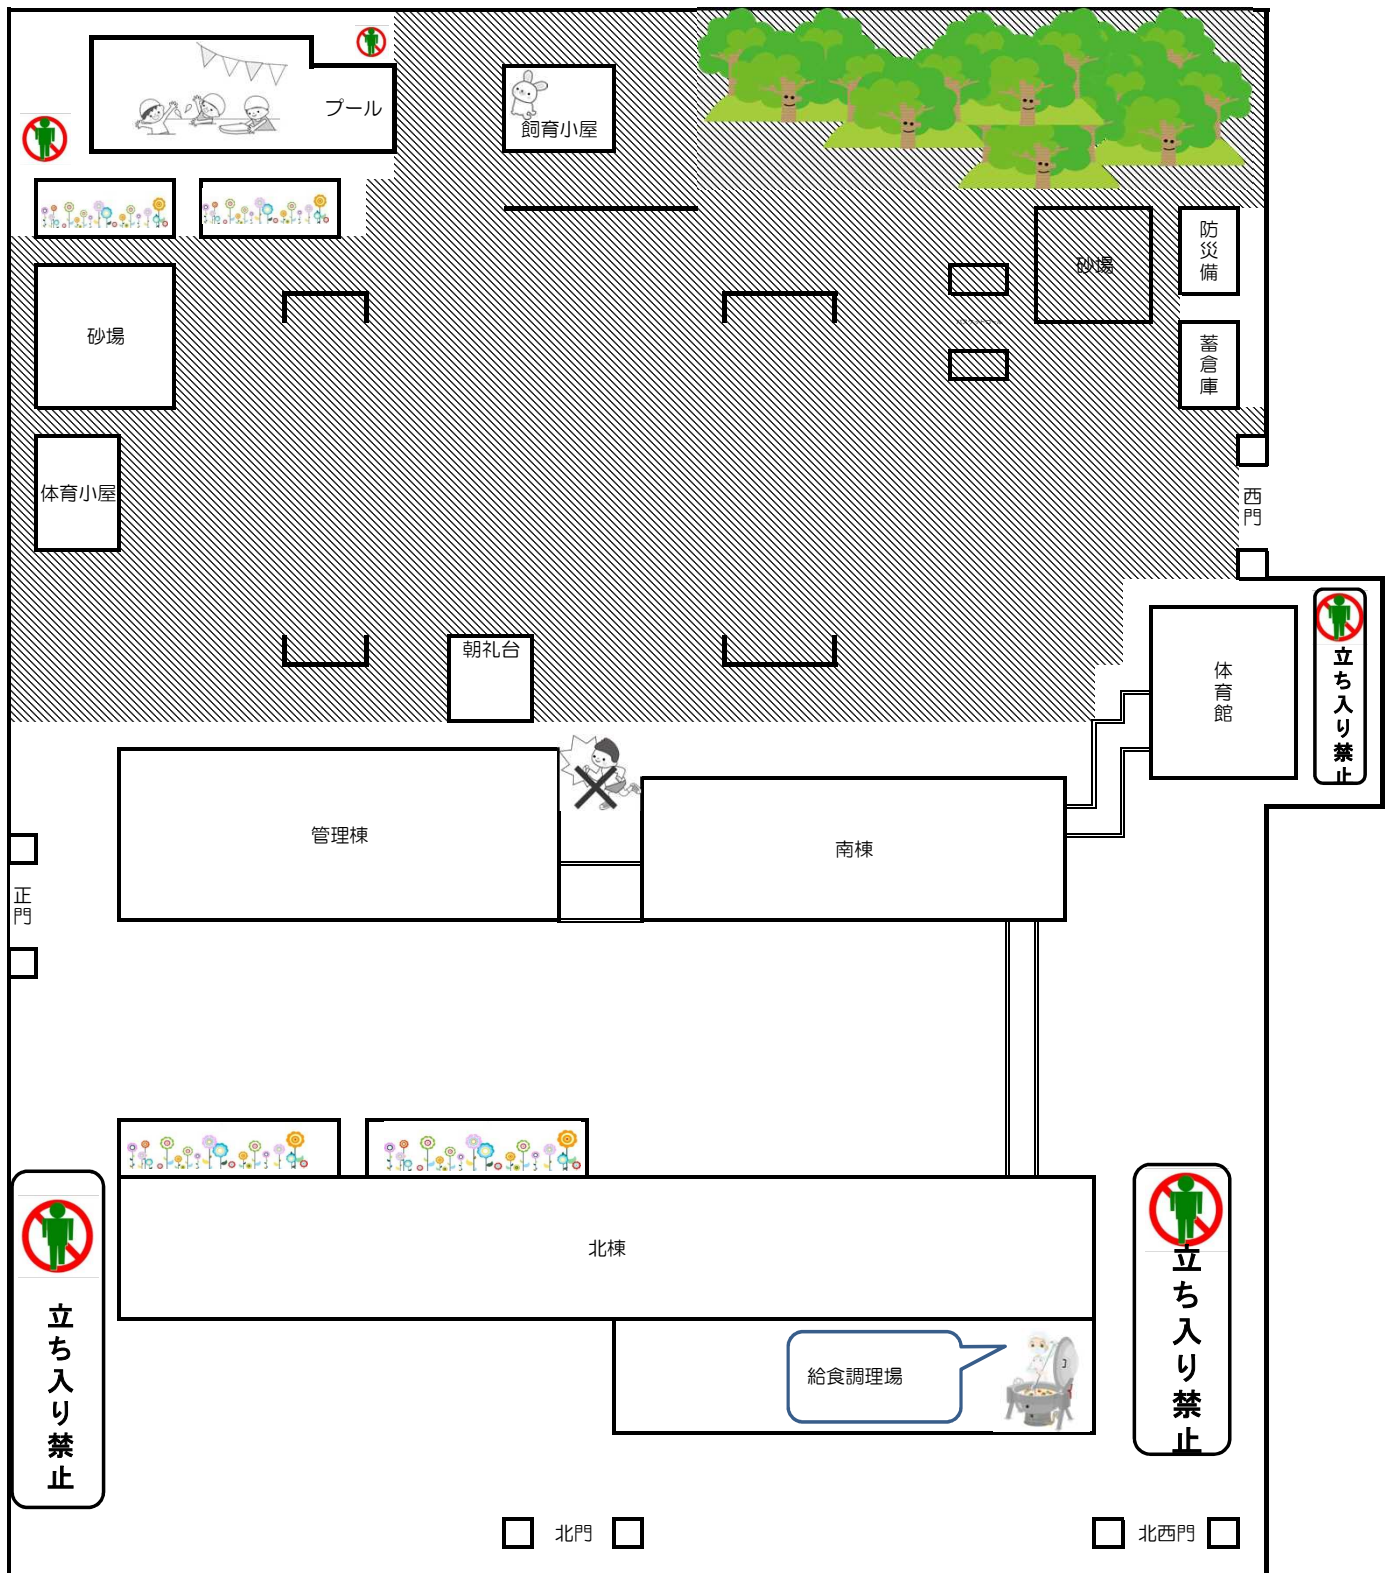 プール
飼育小屋
砂場
防災備
砂場
蓄倉庫
体育小屋
西門
朝礼台
体育館
立ち入り禁止
管理棟
南棟
正門
北棟
立ち入り禁止
立ち入り禁止
給食調理場
北門
北西門